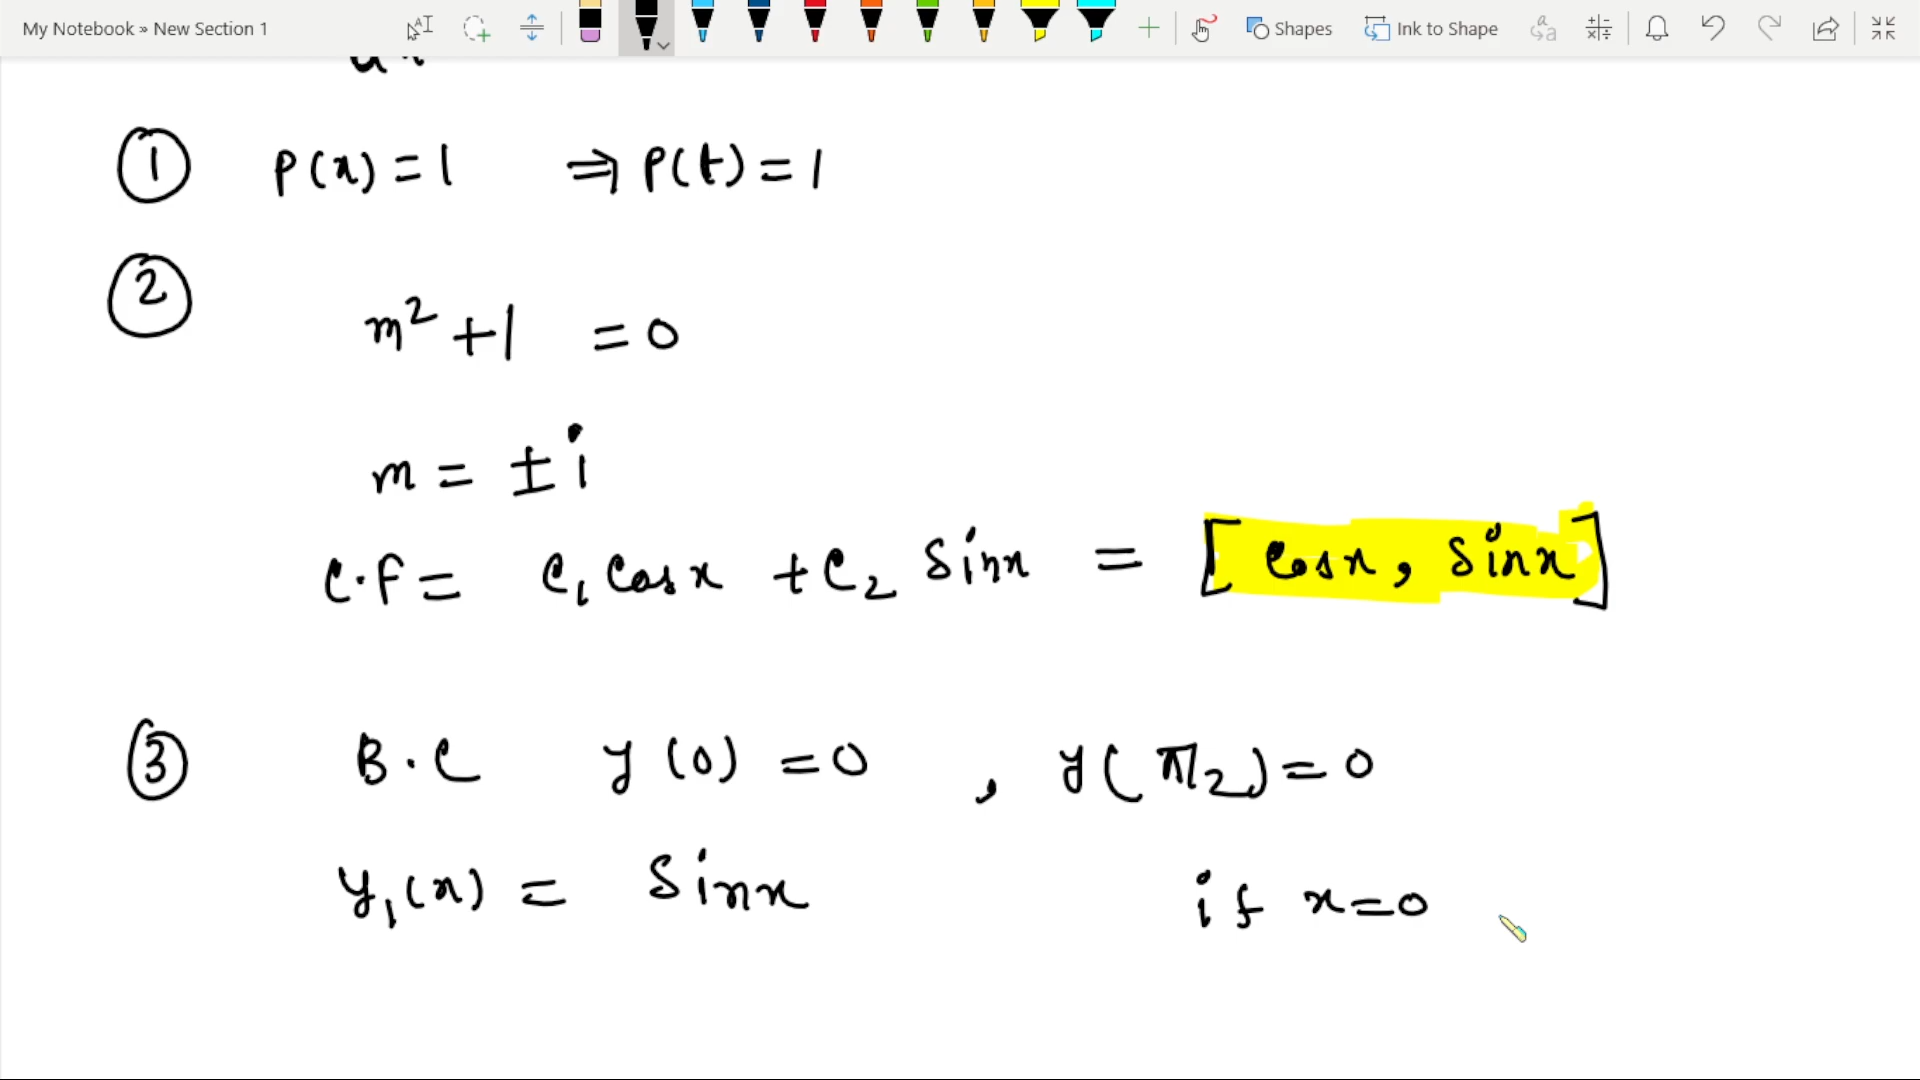 My Notebook » New Section 1 Shapes Ink to Shape
① P(x) = 1 ⇒ P(t) = 1
② m² + 1 = 0
m = ± i
C.F = C₁ Cos x + C₂ Sin x = [ Cos x, Sin x ]
③ B.C y(0) = 0 , y(π/2) = 0
y₁(x) = Sin x if x = 0